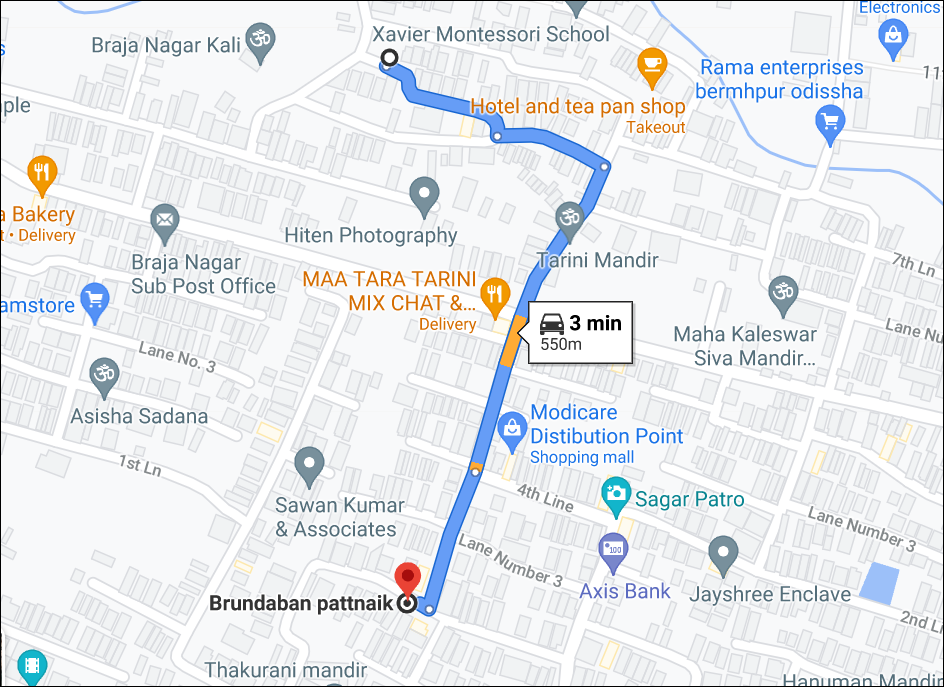 Electronics
Xavier Montessori School
Braja Nagar Kali
Rama enterprises
bermhpur odissha
ple
Hotel and tea pan shop
Takeout
a Bakery
t • Delivery
Hiten Photography
Braja Nagar
Sub Post Office
Tarini Mandir
7th Ln
MAA TARA TARINI
MIX CHAT &...
Delivery
amstore
3 min
550m
Lane Nu
Maha Kaleswar
Siva Mandir...
Lane No. 3
Asisha Sadana
Modicare
Distibution Point
Shopping mall
1st Ln
4th Line
Sagar Patro
Sawan Kumar
& Associates
Lane Number 3
Lane Number 3
100
Axis Bank
Jayshree Enclave
Brundaban pattnaik
2nd Li
Thakurani mandir
Hanuman Mandir